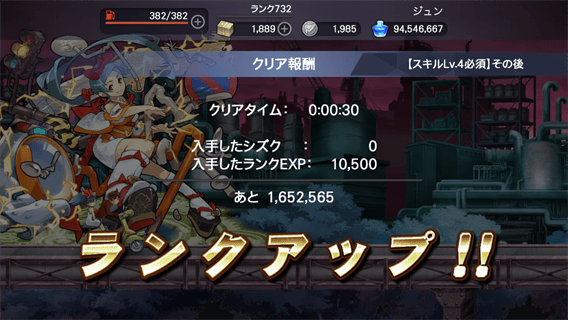 ランク732
382/382
1,889
1,985
ジュン
94,546,667
クリア報酬
【スキルLv.4必須】その後
クリアタイム： 0:00:30
入手したシズク ： 0
入手したランクEXP： 10,500
あと 1,652,565
ランクアップ!!